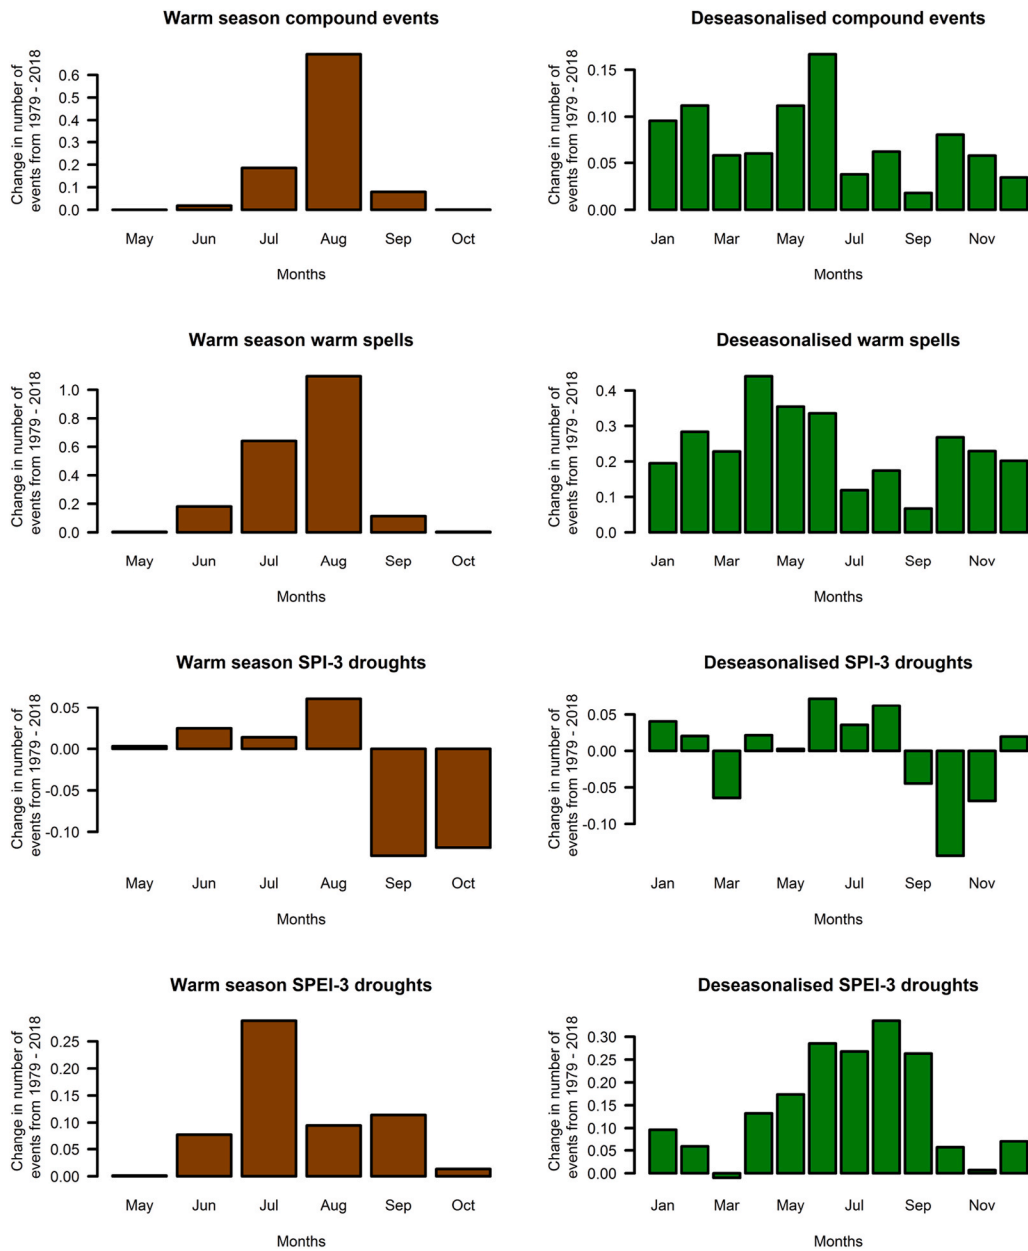 Warm season compound events
Change in number of
events from 1979 - 2018
0.6
0.5
0.4
0.3
0.2
0.1
0.0
May Jun Jul Aug Sep Oct
Months
Deseasonalised compound events
Change in number of
events from 1979 - 2018
0.15
0.10
0.05
0.00
Jan Mar May Jul Sep Nov
Months
Warm season warm spells
Change in number of
events from 1979 - 2018
1.0
0.8
0.6
0.4
0.2
0.0
May Jun Jul Aug Sep Oct
Months
Deseasonalised warm spells
Change in number of
events from 1979 - 2018
0.4
0.3
0.2
0.1
0.0
Jan Mar May Jul Sep Nov
Months
Warm season SPI-3 droughts
Change in number of
events from 1979 - 2018
0.05
0.00
-0.05
-0.10
May Jun Jul Aug Sep Oct
Months
Deseasonalised SPI-3 droughts
Change in number of
events from 1979 - 2018
0.05
0.00
-0.05
-0.10
Jan Mar May Jul Sep Nov
Months
Warm season SPEI-3 droughts
Change in number of
events from 1979 - 2018
0.25
0.20
0.15
0.10
0.05
0.00
May Jun Jul Aug Sep Oct
Months
Deseasonalised SPEI-3 droughts
Change in number of
events from 1979 - 2018
0.30
0.25
0.20
0.15
0.10
0.05
0.00
Jan Mar May Jul Sep Nov
Months